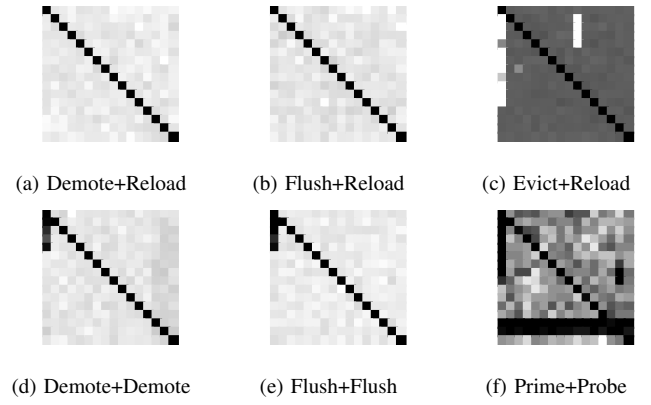 (a) Demote+Reload
(b) Flush+Reload
(c) Evict+Reload
(d) Demote+Demote
(e) Flush+Flush
(f) Prime+Probe